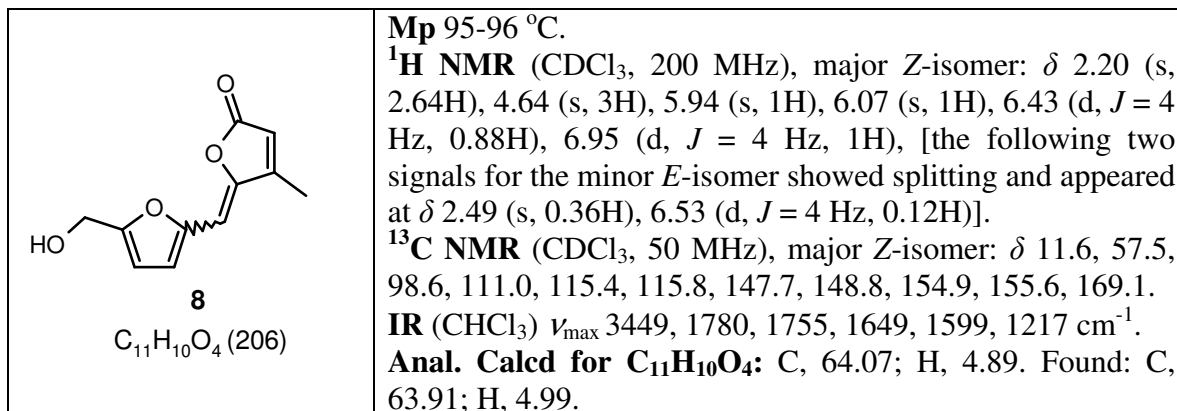 O
O
O
HO
8
C₁₁H₁₀O₄ (206)
Mp 95-96 °C.
¹H NMR (CDCl₃, 200 MHz), major Z-isomer: δ 2.20 (s,
2.64H), 4.64 (s, 3H), 5.94 (s, 1H), 6.07 (s, 1H), 6.43 (d, J = 4
Hz, 0.88H), 6.95 (d, J = 4 Hz, 1H), [the following two
signals for the minor E-isomer showed splitting and appeared
at δ 2.49 (s, 0.36H), 6.53 (d, J = 4 Hz, 0.12H)].
¹³C NMR (CDCl₃, 50 MHz), major Z-isomer: δ 11.6, 57.5,
98.6, 111.0, 115.4, 115.8, 147.7, 148.8, 154.9, 155.6, 169.1.
IR (CHCl₃) νmax 3449, 1780, 1755, 1649, 1599, 1217 cm⁻¹.
Anal. Calcd for C₁₁H₁₀O₄: C, 64.07; H, 4.89. Found: C,
63.91; H, 4.99.